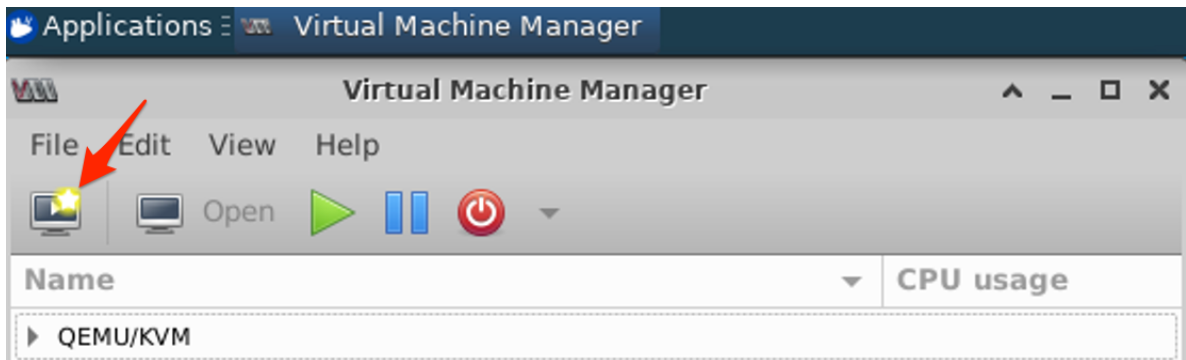 Applications Virtual Machine Manager
Virtual Machine Manager
File Edit View Help
Open
Name CPU usage
QEMU/KVM